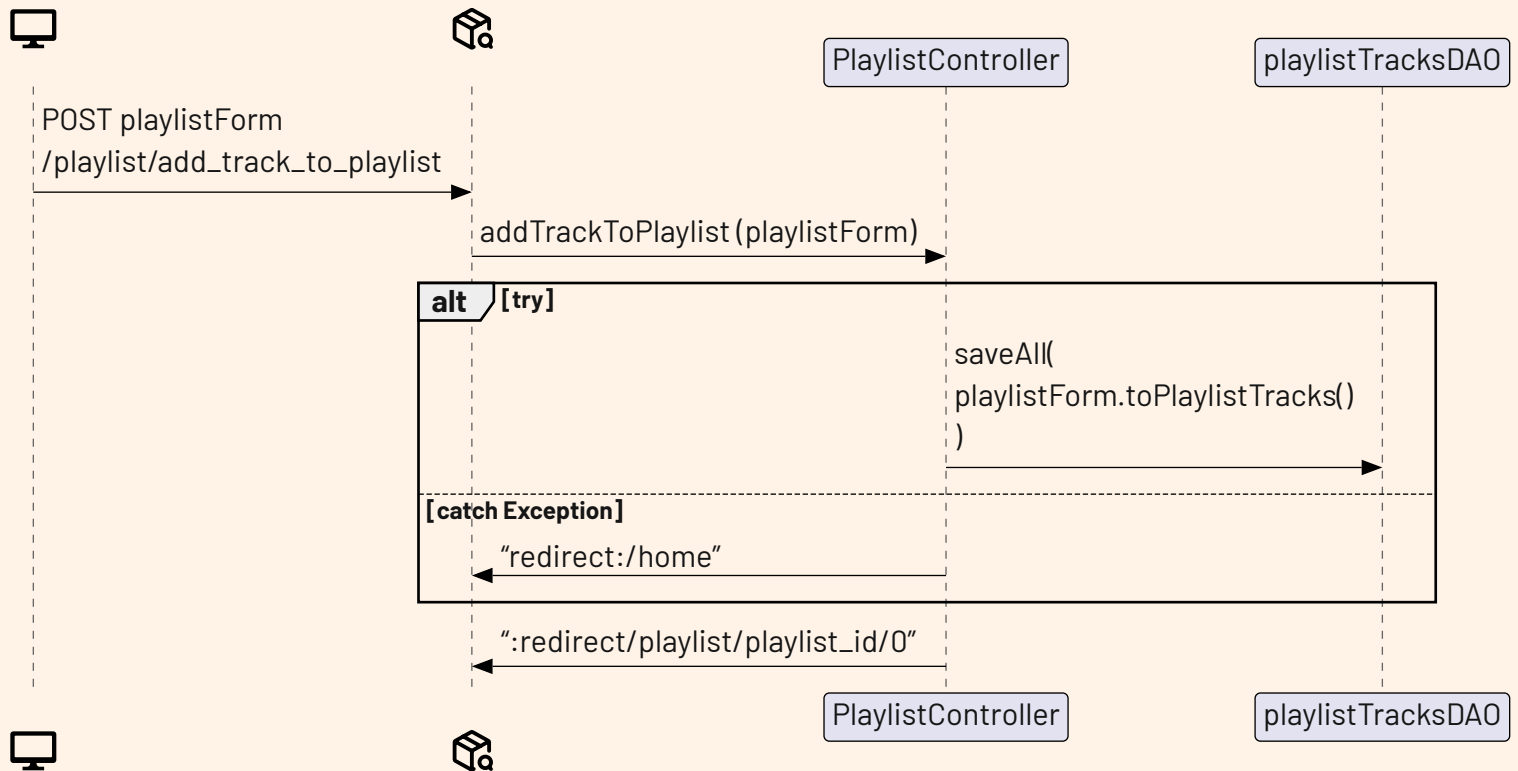 PlaylistController
playlistTracksDAO
POST playlistForm
/playlist/add_track_to_playlist
addTrackToPlaylist (playlistForm)
alt [try]
saveAll(
playlistForm.toPlaylistTracks()
)
[catch Exception]
“redirect:/home”
“:redirect/playlist/playlist_id/0”
PlaylistController
playlistTracksDAO